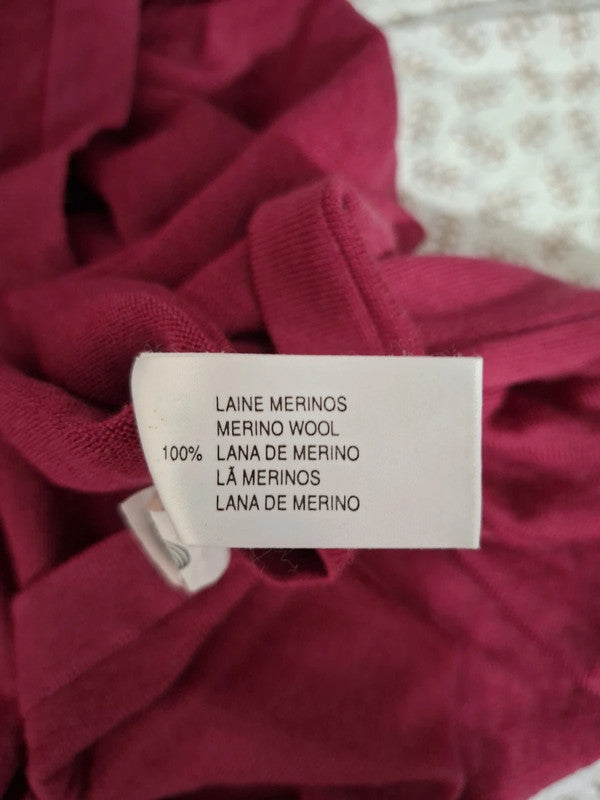 LAINE MERINOS
MERINO WOOL
100% LANA DE MERINO
LÃ MERINOS
LANA DE MERINO